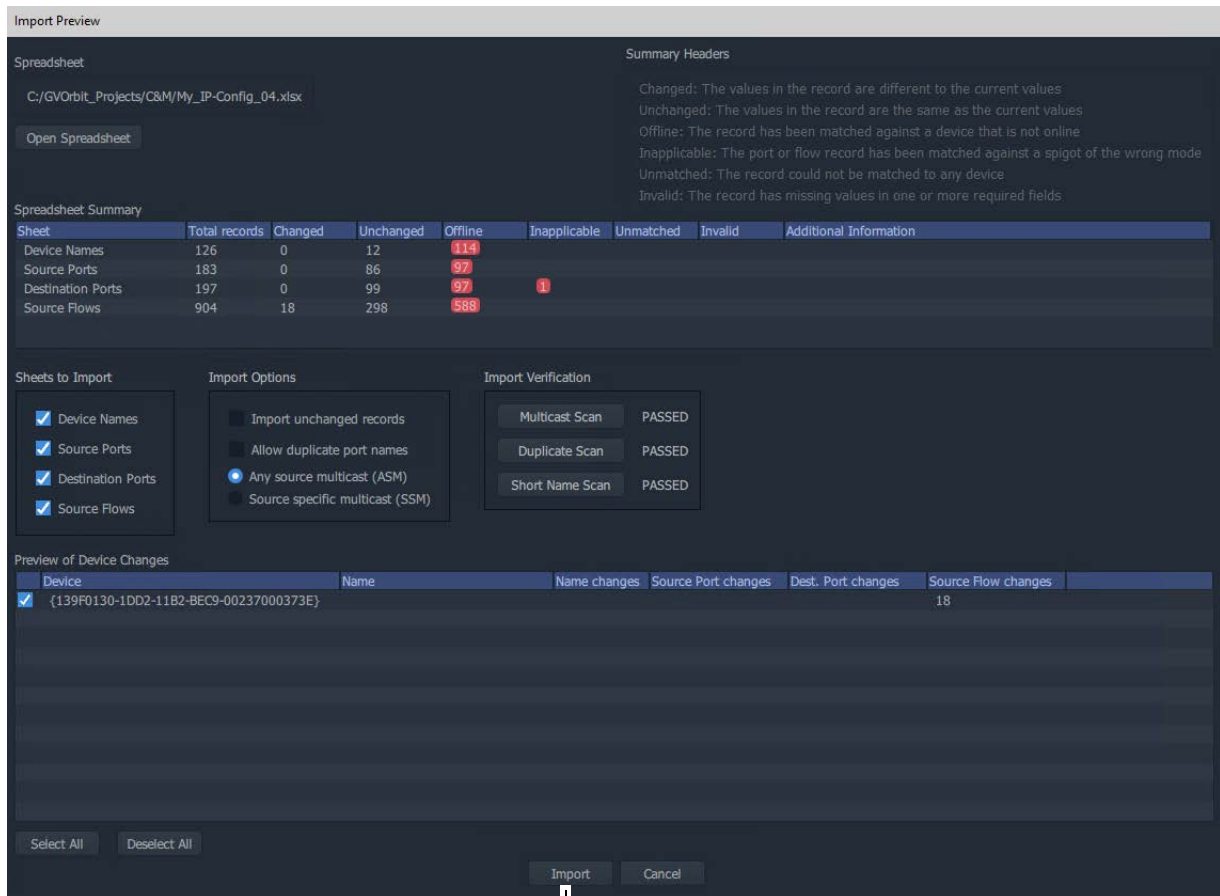 Import Preview
Spreadsheet
C:/GVOrbit_Projects/C&M/My_IP-Config_04.xlsx
Open Spreadsheet
Summary Headers
Changed: The values in the record are different to the current values
Unchanged: The values in the record are the same as the current values
Offline: The record has been matched against a device that is not online
Inapplicable: The port or flow record has been matched against a spigot of the wrong mode
Unmatched: The record could not be matched to any device
Invalid: The record has missing values in one or more required fields
Spreadsheet Summary
Sheet Total records Changed Unchanged Offline Inapplicable Unmatched Invalid Additional Information
Device Names 126 0 12 114
Source Ports 183 0 86 97
Destination Ports 197 0 99 97 1
Source Flows 904 18 298 588
Sheets to Import
Device Names
Source Ports
Destination Ports
Source Flows
Import Options
Import unchanged records
Allow duplicate port names
Any source multicast (ASM)
Source specific multicast (SSM)
Import Verification
Multicast Scan PASSED
Duplicate Scan PASSED
Short Name Scan PASSED
Preview of Device Changes
Device Name Name changes Source Port changes Dest. Port changes Source Flow changes
{139F0130-1DD2-11B2-BEC9-00237000373E} 18
Select All Deselect All
Import Cancel